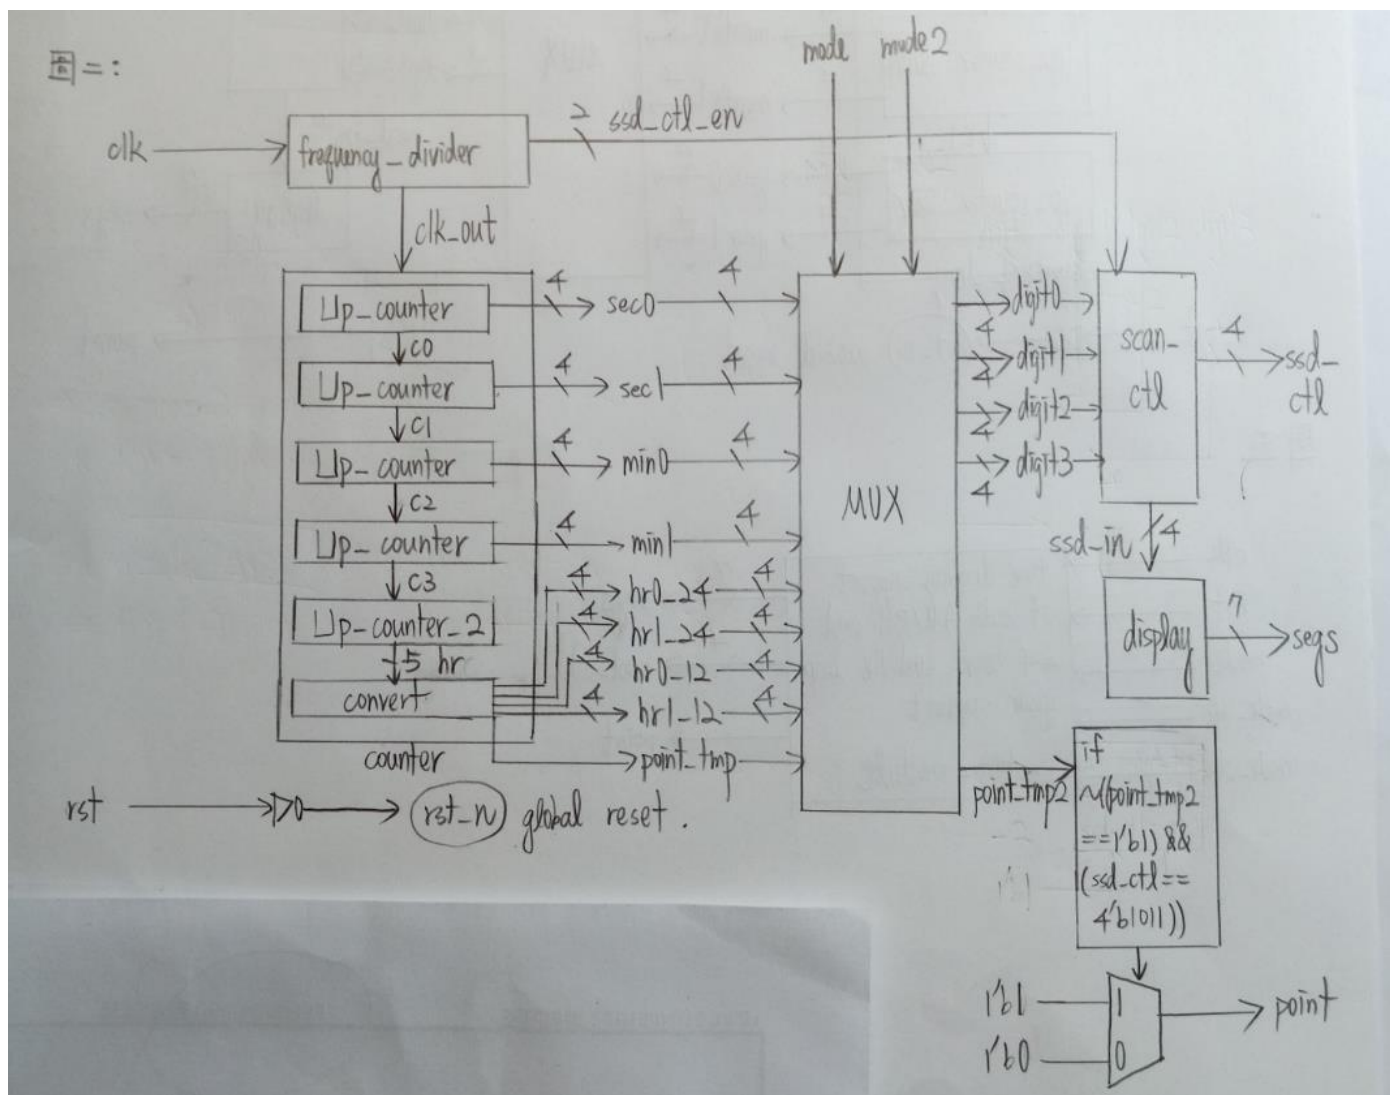 圖二:
mode
mode2
clk
frequency_divider
2
ssd_ctl_en
clk_out
Up_counter
4
sec0
4
c0
Up_counter
4
sec1
4
c1
Up_counter
4
min0
4
c2
Up_counter
4
min1
4
c3
Up_counter_2
5 hr
convert
counter
4
hr0_24
4
4
hr1_24
4
4
hr0_12
4
4
hr1_12
4
point_tmp
MUX
digit0
4
digit1
4
digit2
4
digit3
4
scan_
ctl
4
ssd_
ctl
ssd_in
4
display
7
segs
point_tmp2
if
~((point_tmp2
==1'b1) &&
(ssd_ctl==
4'b1011))
1'b1
1
1'b0
0
point
rst
rst_n
global reset.